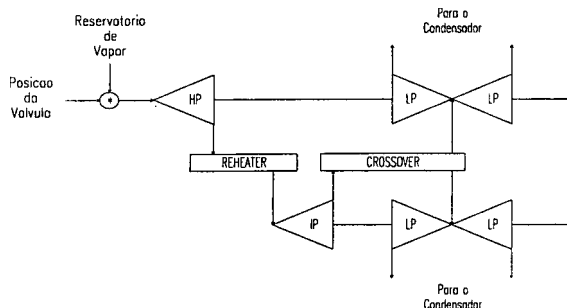 Reservatorio
de
Vapor
Para o
Condensador
Posicao
da
Valvula
*
HP
LP
LP
REHEATER
CROSSOVER
IP
LP
LP
Para o
Condensador